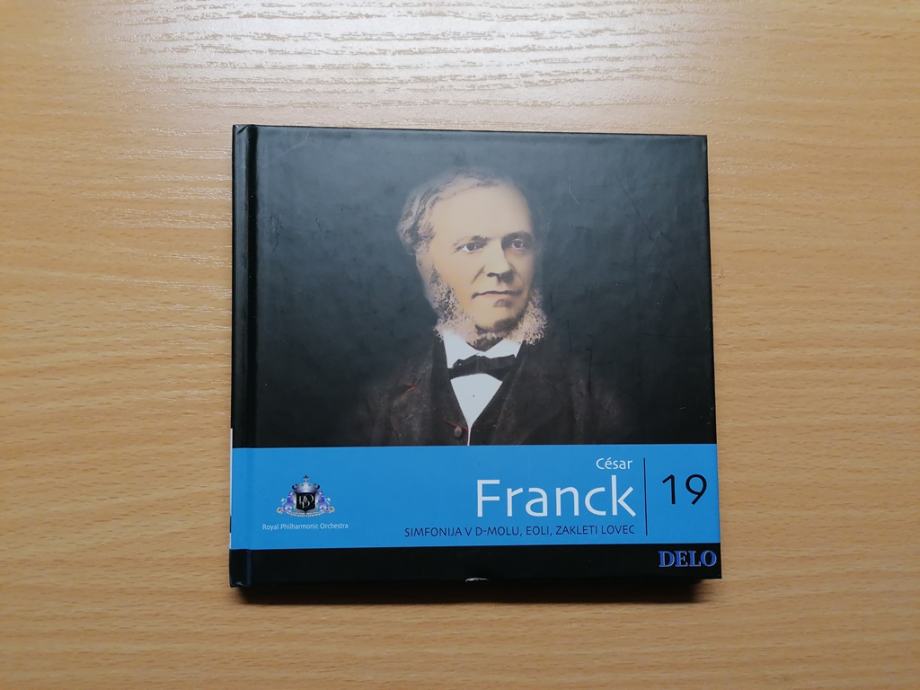 César
Franck
19
SIMFONIJA V D-MOLU, EOLI, ZAKLETI LOVEC
Royal Philharmonic Orchestra
DELO